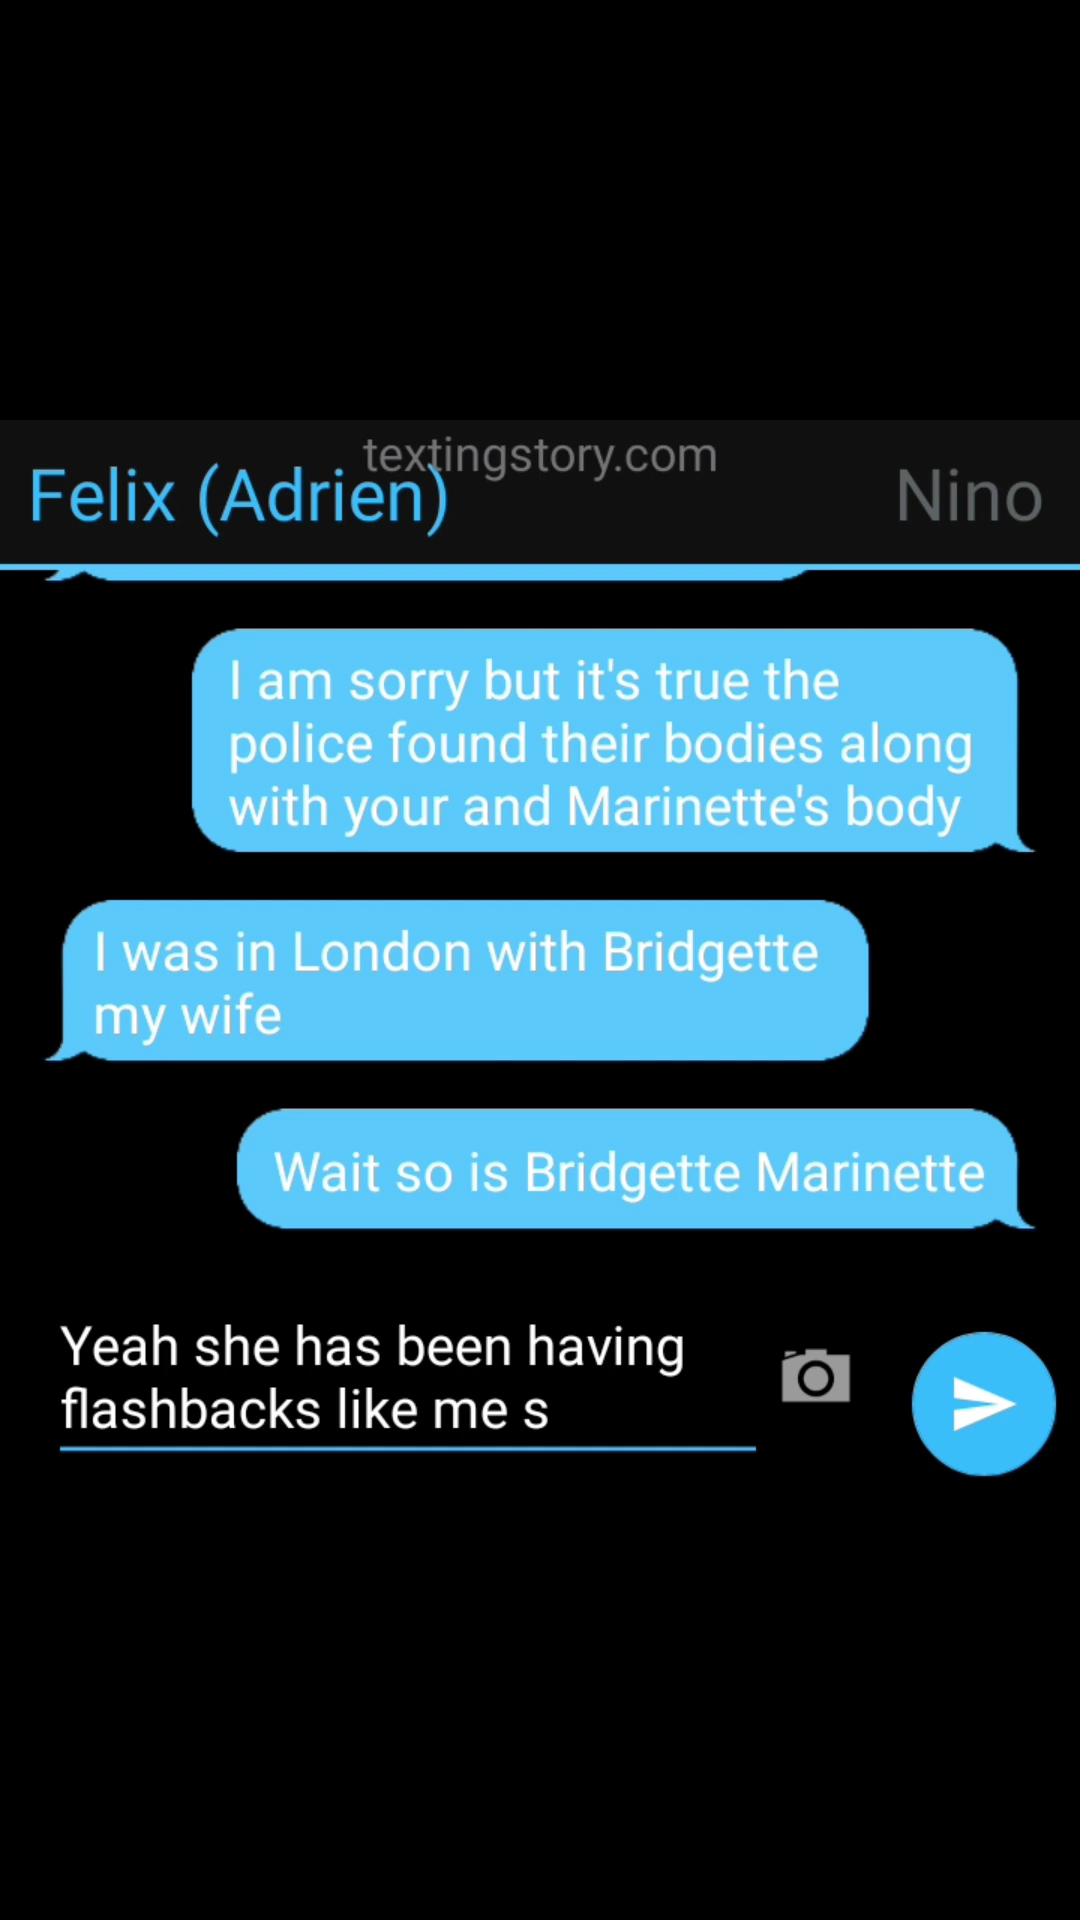 textingstory.com
Felix (Adrien)
Nino
I am sorry but it's true the
police found their bodies along
with your and Marinette's body
I was in London with Bridgette
my wife
Wait so is Bridgette Marinette
Yeah she has been having
flashbacks like me s